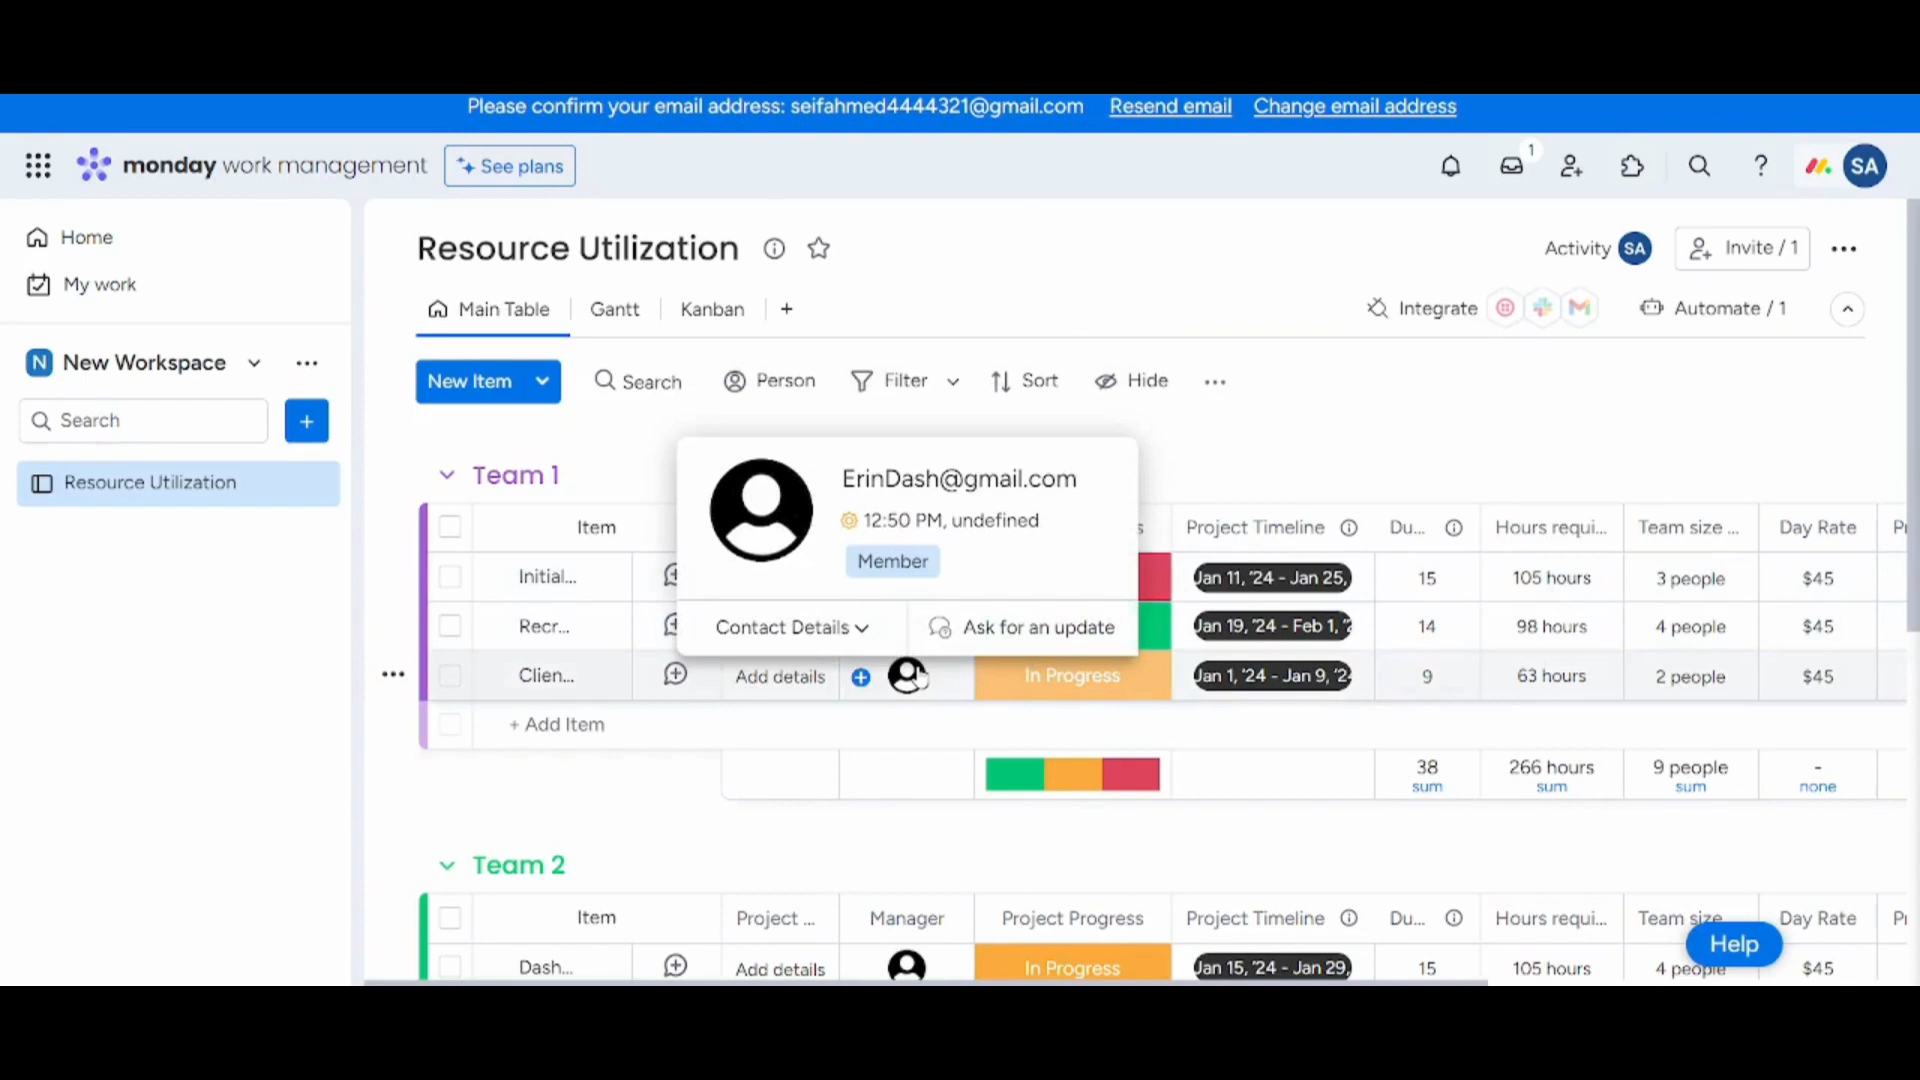 Please confirm your email address: seifahmed4444321@gmail.com Resend email Change email address
monday work management See plans 1 SA
Home
My work
N New Workspace
Search
Resource Utilization
Resource Utilization Activity SA Invite / 1
Main Table Gantt Kanban + Integrate Automate / 1
New Item Search Person Filter Sort Hide
ErinDash@gmail.com
12:50 PM, undefined
Member
Contact Details Ask for an update
Team 1
Item s Project Timeline Du... Hours requi... Team size ... Day Rate
Initial... Jan 11, '24 - Jan 25, 15 105 hours 3 people $45
Recr... Jan 19, '24 - Feb 1, '2 14 98 hours 4 people $45
Clien... Add details In Progress Jan 1, '24 - Jan 9, '24 9 63 hours 2 people $45
+ Add Item
38 266 hours 9 people -
sum sum sum none
Team 2
Item Project ... Manager Project Progress Project Timeline Du... Hours requi... Team size Day Rate
Dash... Add details In Progress Jan 15, '24 - Jan 29, 15 105 hours 4 people $45
Help